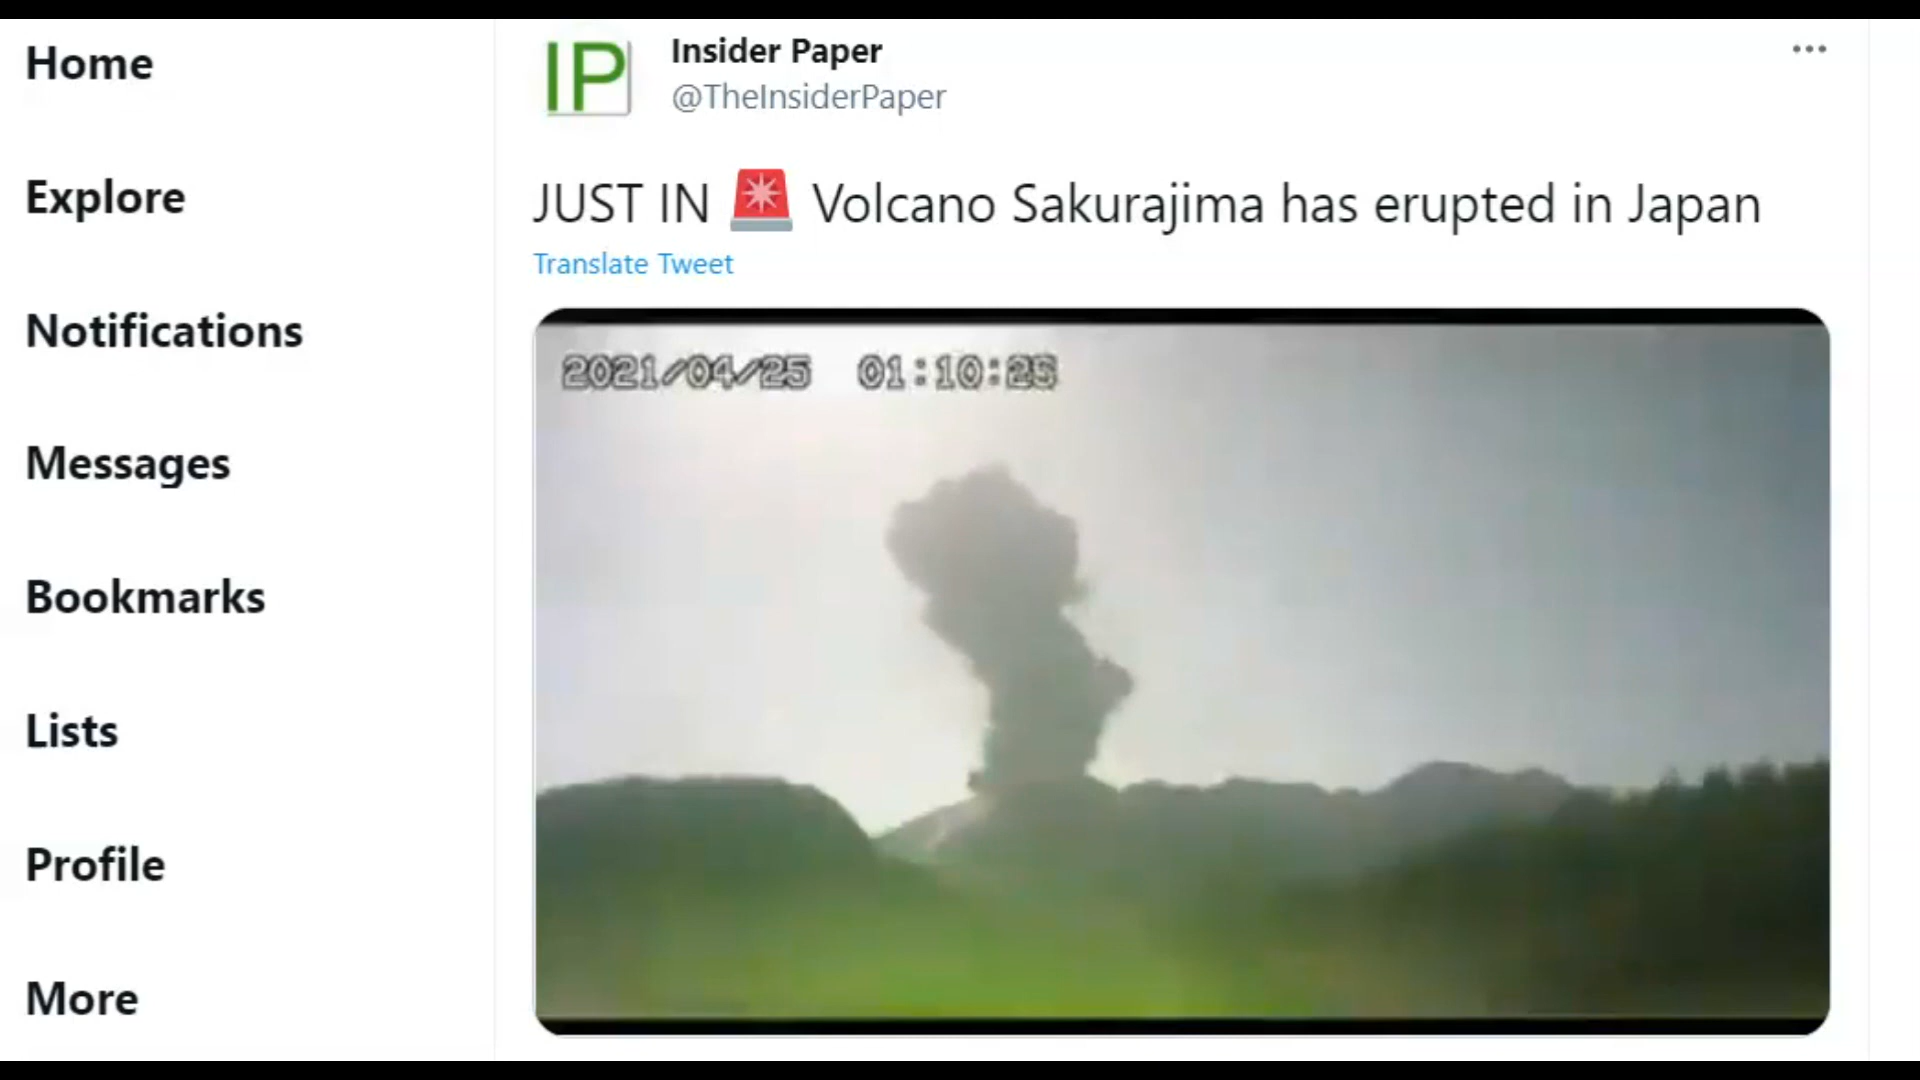 Home
Explore
Notifications
Messages
Bookmarks
Lists
Profile
More
IP
Insider Paper
@TheInsiderPaper
JUST IN 🚨 Volcano Sakurajima has erupted in Japan
Translate Tweet
2021/04/25 01:10:25